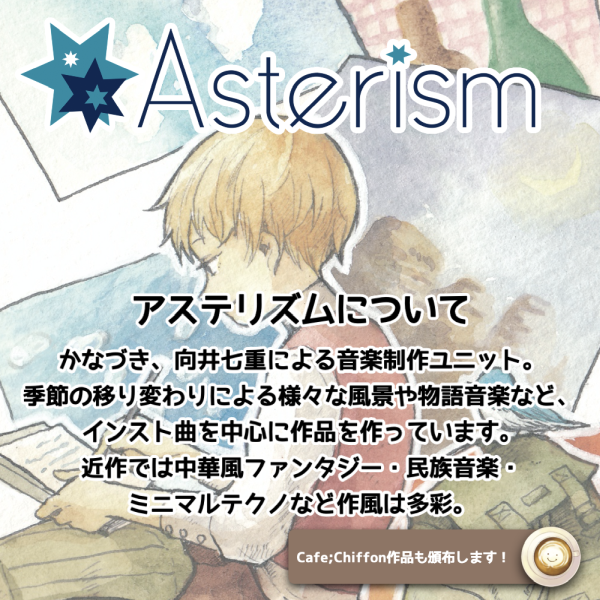 Asterism
アステリズムについて
かなづき、向井七重による音楽制作ユニット。
季節の移り変わりによる様々な風景や物語音楽など、
インスト曲を中心に作品を作っています。
近作では中華風ファンタジー・民族音楽・
ミニマルテクノなど作風は多彩。
Cafe;Chiffon作品も頒布します！